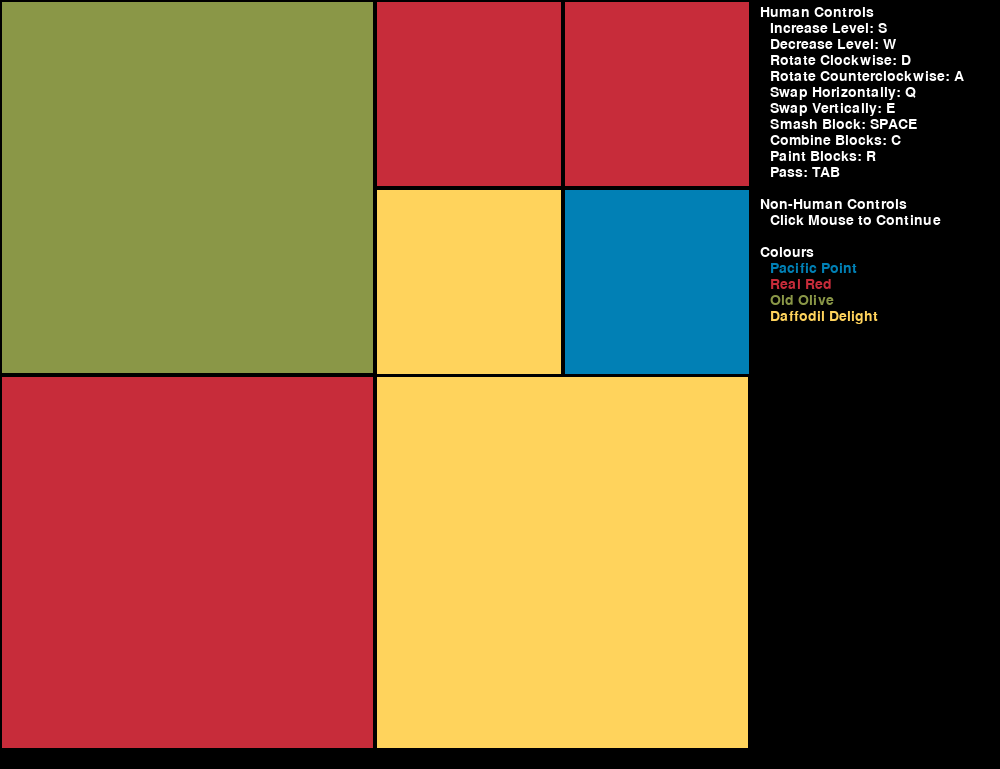 Human Controls
Increase Level: S
Decrease Level: W
Rotate Clockwise: D
Rotate Counterclockwise: A
Swap Horizontally: Q
Swap Vertically: E
Smash Block: SPACE
Combine Blocks: C
Paint Blocks: R
Pass: TAB
Non-Human Controls
Click Mouse to Continue
Colours
Pacific Point
Real Red
Old Olive
Daffodil Delight